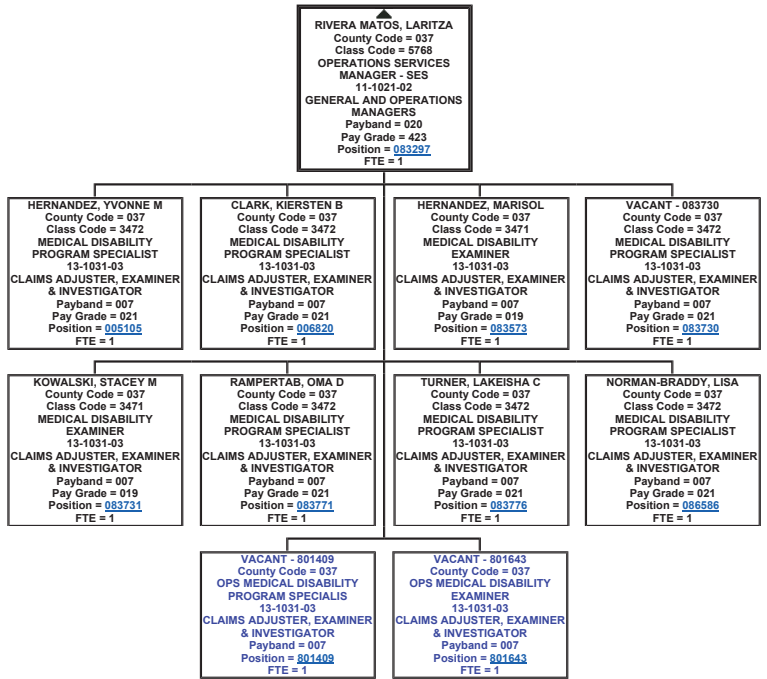 RIVERA MATOS, LARITZA
County Code = 037
Class Code = 5768
OPERATIONS SERVICES
MANAGER - SES
11-1021-02
GENERAL AND OPERATIONS
MANAGERS
Payband = 020
Pay Grade = 423
Position = 083297
FTE = 1
HERNANDEZ, YVONNE M
County Code = 037
Class Code = 3472
MEDICAL DISABILITY
PROGRAM SPECIALIST
13-1031-03
CLAIMS ADJUSTER, EXAMINER
& INVESTIGATOR
Payband = 007
Pay Grade = 021
Position = 005105
FTE = 1
CLARK, KIERSTEN B
County Code = 037
Class Code = 3472
MEDICAL DISABILITY
PROGRAM SPECIALIST
13-1031-03
CLAIMS ADJUSTER, EXAMINER
& INVESTIGATOR
Payband = 007
Pay Grade = 021
Position = 006820
FTE = 1
HERNANDEZ, MARISOL
County Code = 037
Class Code = 3471
MEDICAL DISABILITY
EXAMINER
13-1031-03
CLAIMS ADJUSTER, EXAMINER
& INVESTIGATOR
Payband = 007
Pay Grade = 019
Position = 083573
FTE = 1
VACANT - 083730
County Code = 037
Class Code = 3472
MEDICAL DISABILITY
PROGRAM SPECIALIST
13-1031-03
CLAIMS ADJUSTER, EXAMINER
& INVESTIGATOR
Payband = 007
Pay Grade = 021
Position = 083730
FTE = 1
KOWALSKI, STACEY M
County Code = 037
Class Code = 3471
MEDICAL DISABILITY
EXAMINER
13-1031-03
CLAIMS ADJUSTER, EXAMINER
& INVESTIGATOR
Payband = 007
Pay Grade = 019
Position = 083731
FTE = 1
RAMPERTAB, OMA D
County Code = 037
Class Code = 3472
MEDICAL DISABILITY
PROGRAM SPECIALIST
13-1031-03
CLAIMS ADJUSTER, EXAMINER
& INVESTIGATOR
Payband = 007
Pay Grade = 021
Position = 083771
FTE = 1
TURNER, LAKEISHA C
County Code = 037
Class Code = 3472
MEDICAL DISABILITY
PROGRAM SPECIALIST
13-1031-03
CLAIMS ADJUSTER, EXAMINER
& INVESTIGATOR
Payband = 007
Pay Grade = 021
Position = 083776
FTE = 1
NORMAN-BRADDY, LISA
County Code = 037
Class Code = 3472
MEDICAL DISABILITY
PROGRAM SPECIALIST
13-1031-03
CLAIMS ADJUSTER, EXAMINER
& INVESTIGATOR
Payband = 007
Pay Grade = 021
Position = 086586
FTE = 1
VACANT - 801409
County Code = 037
OPS MEDICAL DISABILITY
PROGRAM SPECIALIS
13-1031-03
CLAIMS ADJUSTER, EXAMINER
& INVESTIGATOR
Payband = 007
Position = 801409
FTE = 1
VACANT - 801643
County Code = 037
OPS MEDICAL DISABILITY
EXAMINER
13-1031-03
CLAIMS ADJUSTER, EXAMINER
& INVESTIGATOR
Payband = 007
Position = 801643
FTE = 1